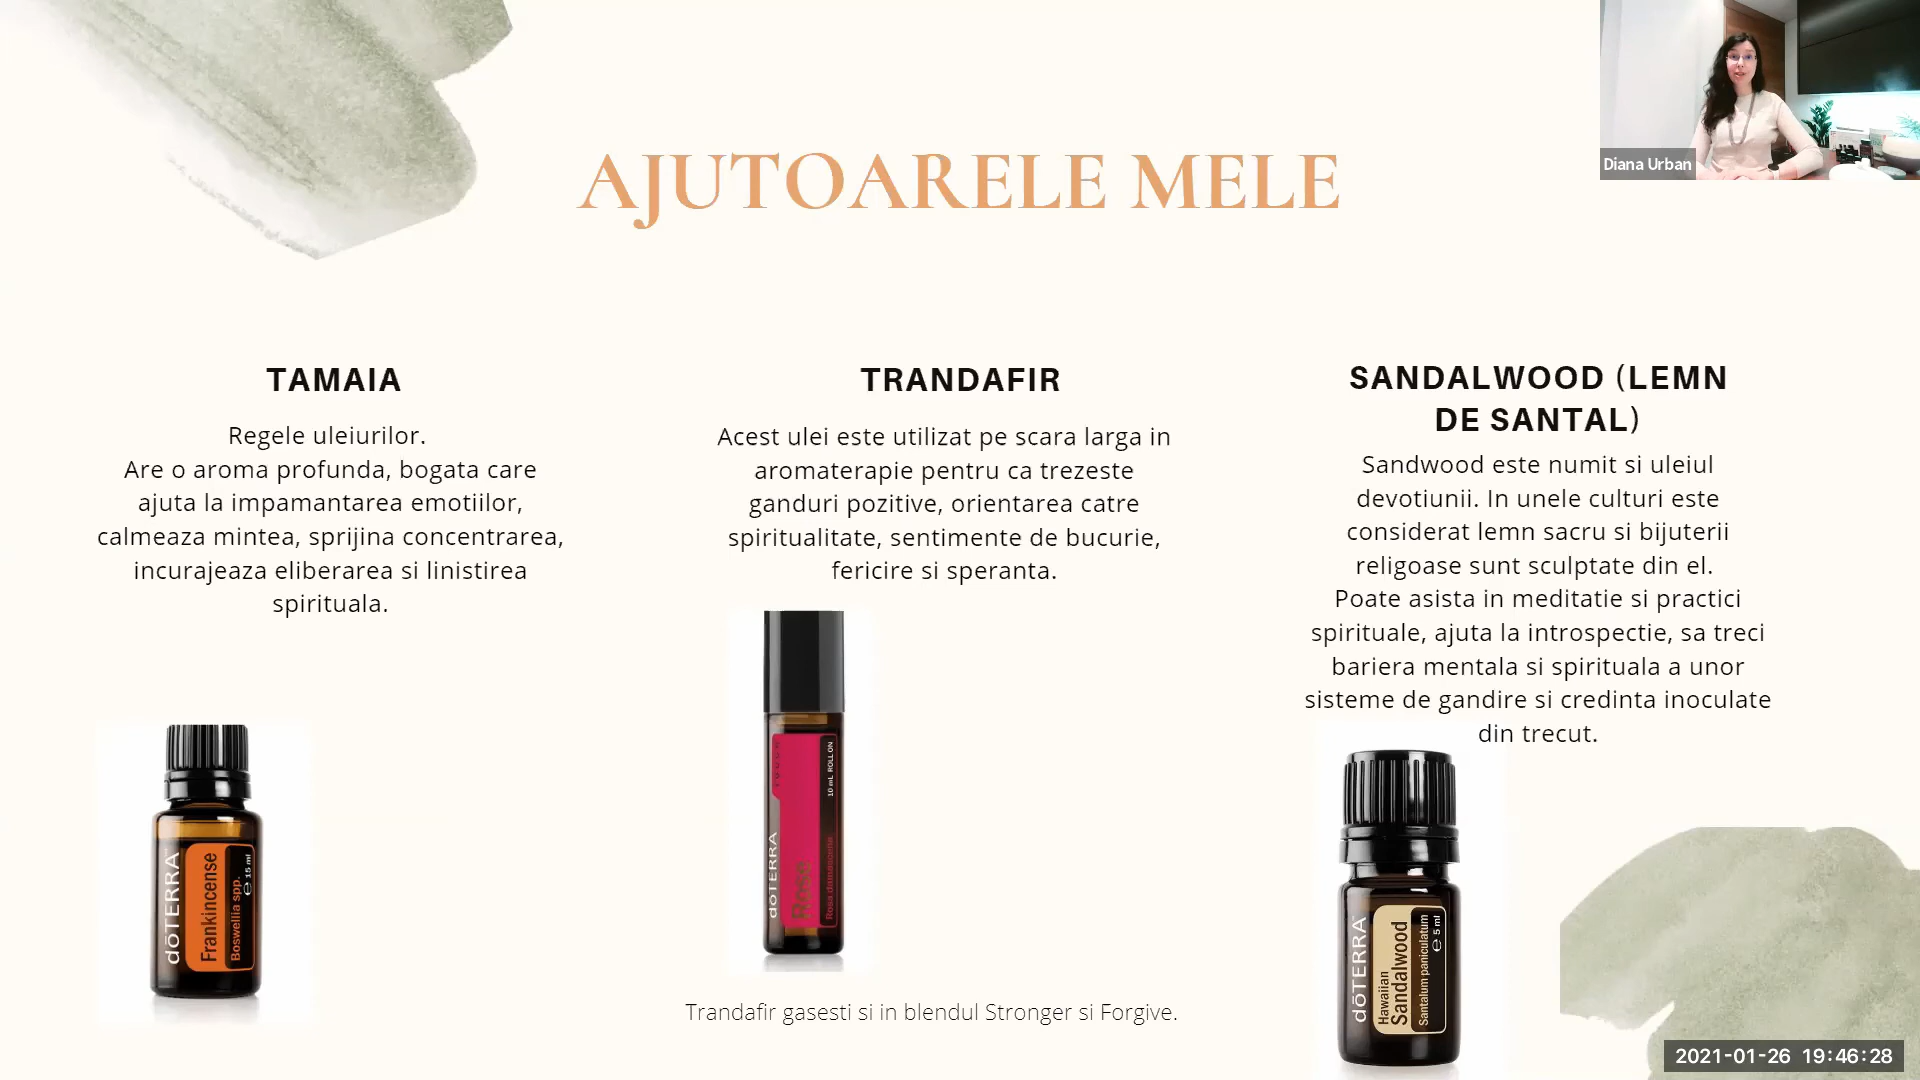 Diana Urban
AJUTOARELE MELE
TAMAIA
Regele uleiurilor.
Are o aroma profunda, bogata care
ajuta la impamantarea emotiilor,
calmeaza mintea, sprijina concentrarea,
incurajeaza eliberarea si linistirea
spirituala.
dōTERRA
Frankincense
Boswellia spp.
℮ 15 ml
TRANDAFIR
Acest ulei este utilizat pe scara larga in
aromaterapie pentru ca trezeste
ganduri pozitive, orientarea catre
spiritualitate, sentimente de bucurie,
fericire si speranta.
dōTERRA
Rose
Rosa damascena
10 mL ROLL ON
touch
Trandafir gasesti si in blendul Stronger si Forgive.
SANDALWOOD (LEMN
DE SANTAL)
Sandwood este numit si uleiul
devotiunii. In unele culturi este
considerat lemn sacru si bijuterii
religoase sunt sculptate din el.
Poate asista in meditatie si practici
spirituale, ajuta la introspectie, sa treci
bariera mentala si spirituala a unor
sisteme de gandire si credinta inoculate
din trecut.
dōTERRA
Hawaiian
Sandalwood
Santalum paniculatum
℮ 5 ml
2021-01-26 19:46:28